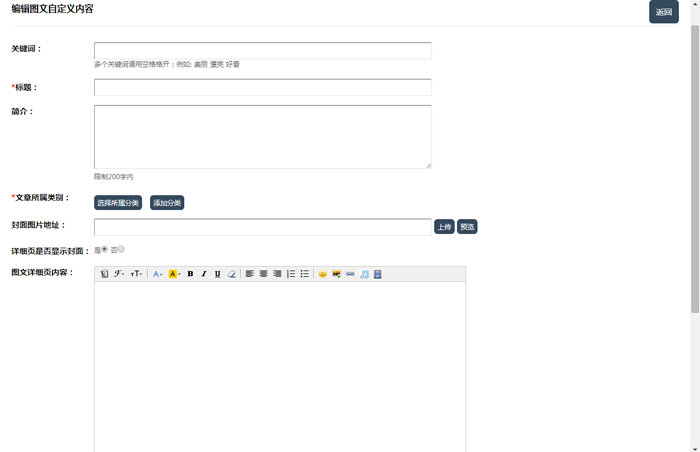 编辑图文自定义内容
返回
关键词：
多个关键词请用空格格开：例如: 美丽 漂亮 好看
*标题：
简介：
限制200字内
*文章所属类别：
选择所属分类 添加分类
封面图片地址：
上传 预览
详细页是否显示封面： 是 否
图文详细页内容：